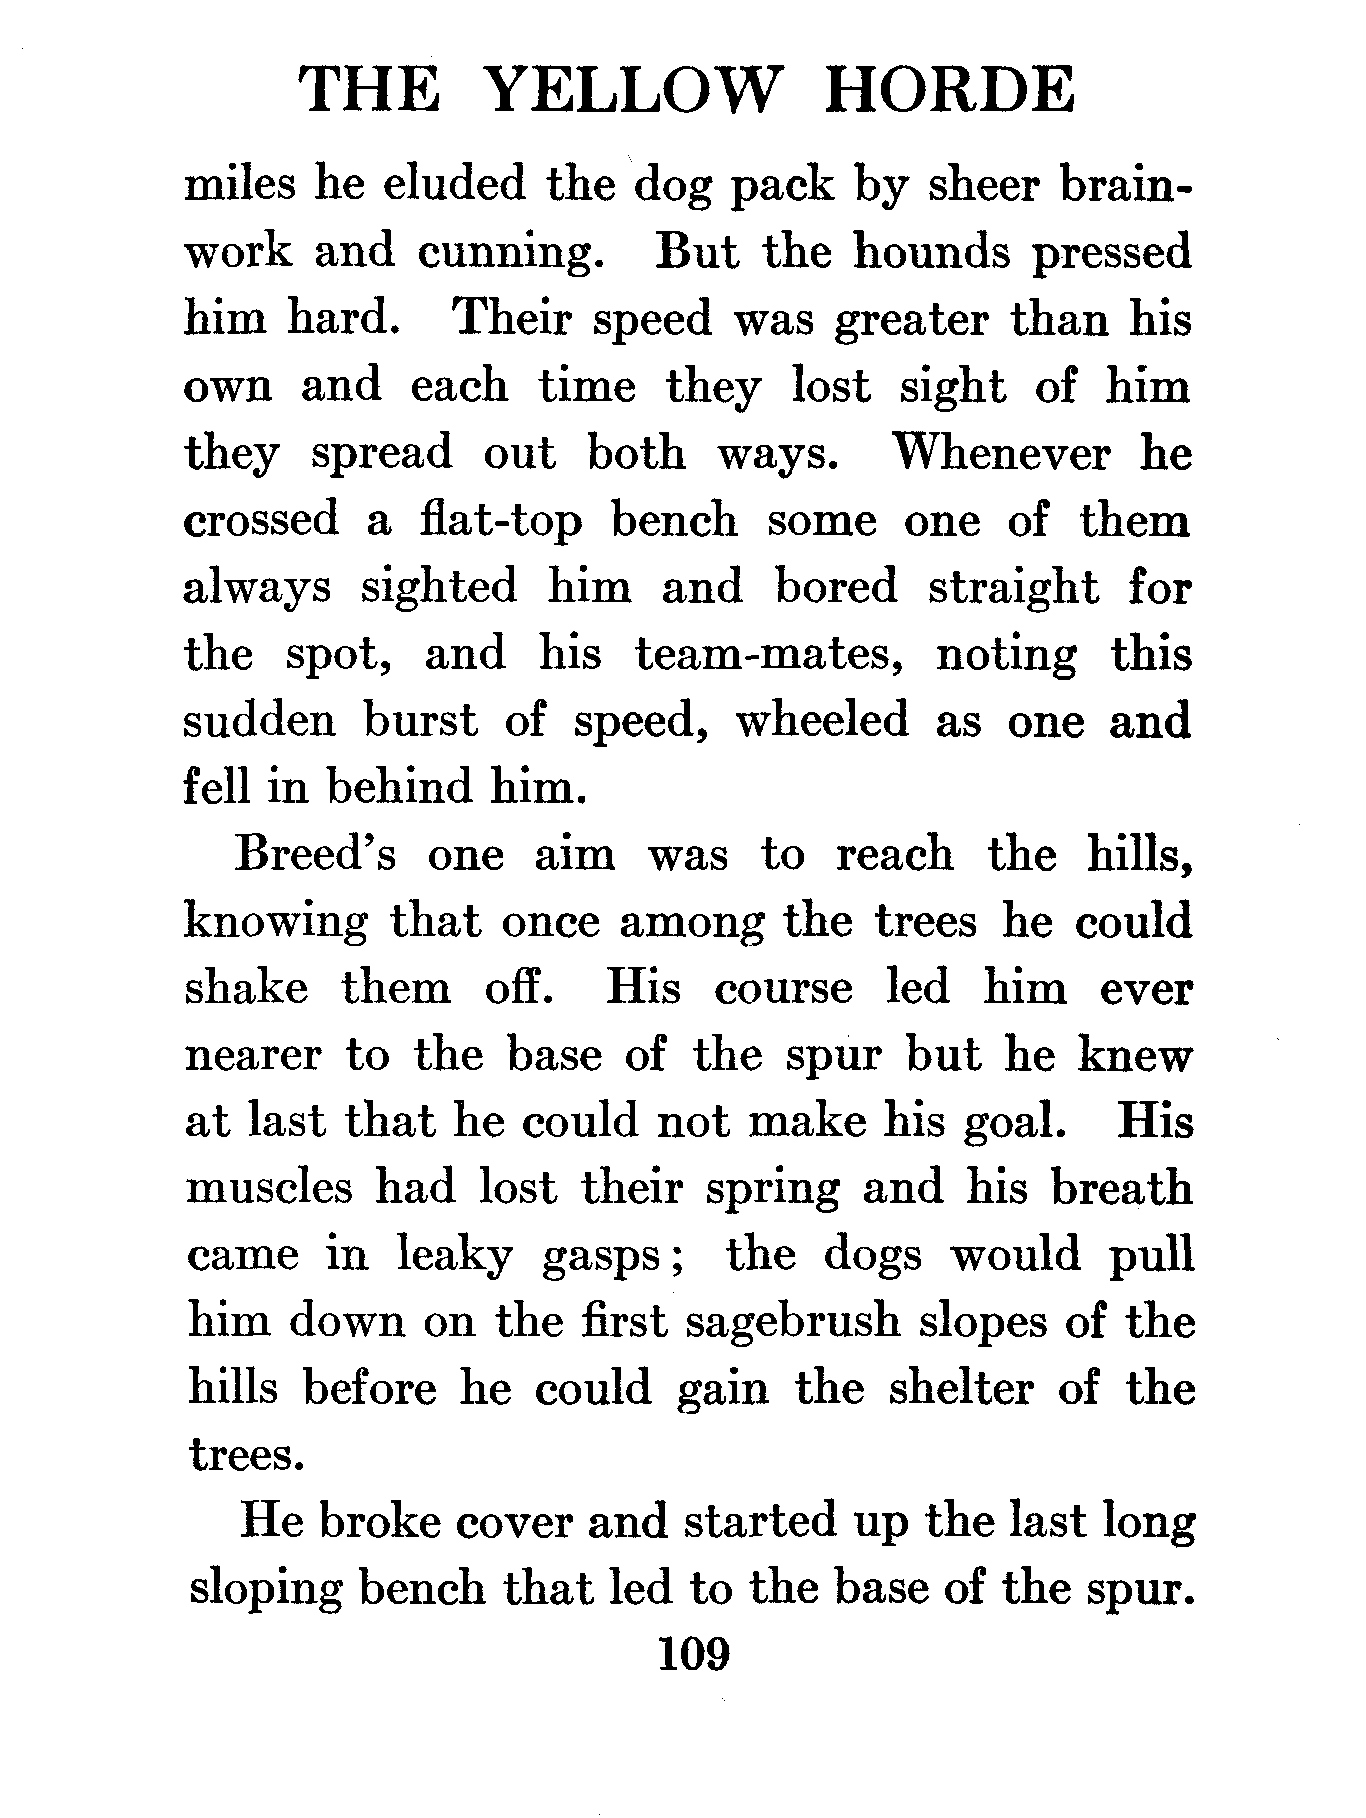 THE YELLOW HORDE
miles he eluded the dog pack by sheer brain-
work and cunning. But the hounds pressed
him hard. Their speed was greater than his
own and each time they lost sight of him
they spread out both ways. Whenever he
crossed a flat-top bench some one of them
always sighted him and bored straight for
the spot, and his team-mates, noting this
sudden burst of speed, wheeled as one and
fell in behind him.
Breed's one aim was to reach the hills,
knowing that once among the trees he could
shake them off. His course led him ever
nearer to the base of the spur but he knew
at last that he could not make his goal. His
muscles had lost their spring and his breath
came in leaky gasps; the dogs would pull
him down on the first sagebrush slopes of the
hills before he could gain the shelter of the
trees.
He broke cover and started up the last long
sloping bench that led to the base of the spur.
109